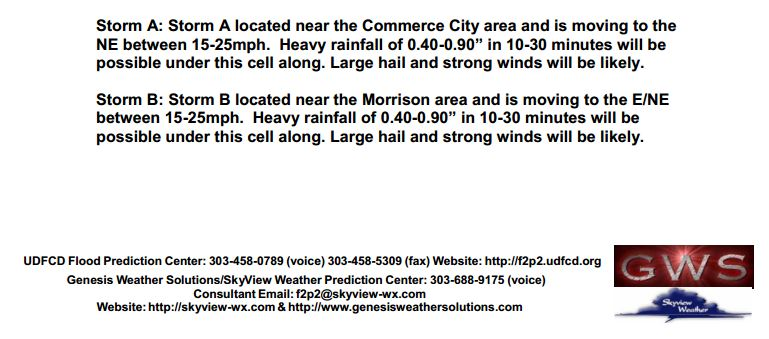 Storm A: Storm A located near the Commerce City area and is moving to the
NE between 15-25mph.  Heavy rainfall of 0.40-0.90” in 10-30 minutes will be
possible under this cell along. Large hail and strong winds will be likely.
Storm B: Storm B located near the Morrison area and is moving to the E/NE
between 15-25mph.  Heavy rainfall of 0.40-0.90” in 10-30 minutes will be
possible under this cell along. Large hail and strong winds will be likely.
UDFCD Flood Prediction Center: 303-458-0789 (voice) 303-458-5309 (fax) Website: http://f2p2.udfcd.org
Genesis Weather Solutions/SkyView Weather Prediction Center: 303-688-9175 (voice)
Consultant Email: f2p2@skyview-wx.com
Website: http://skyview-wx.com & http://www.genesisweathersolutions.com
GWS
Skyview
Weather